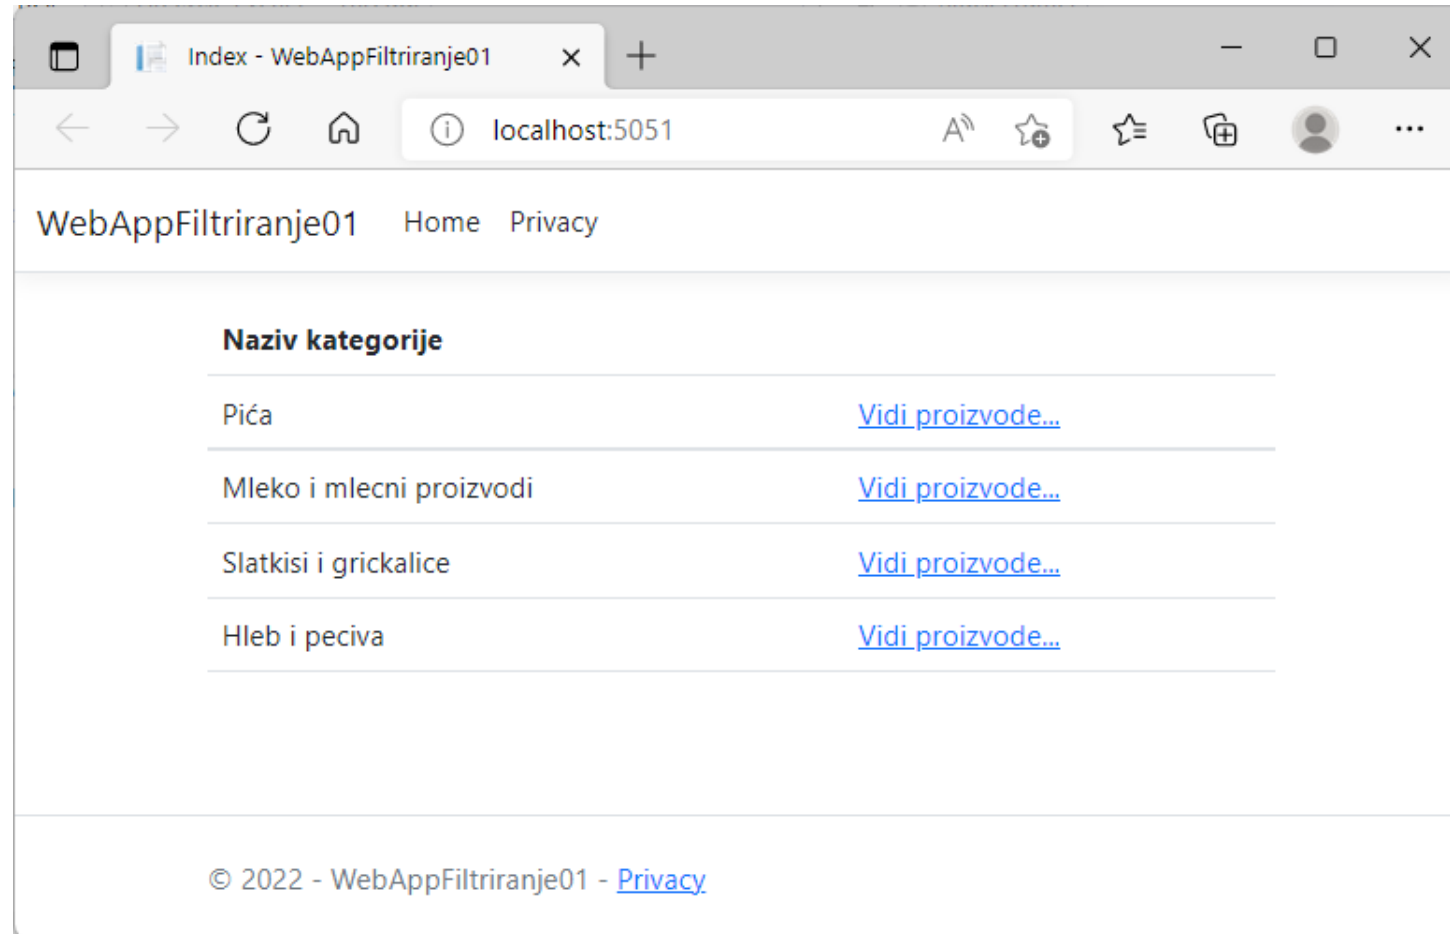 Index - WebAppFiltriranje01
localhost:5051
WebAppFiltriranje01 Home Privacy
Naziv kategorije
Pića Vidi proizvode...
Mleko i mlecni proizvodi Vidi proizvode...
Slatkisi i grickalice Vidi proizvode...
Hleb i peciva Vidi proizvode...
© 2022 - WebAppFiltriranje01 - Privacy